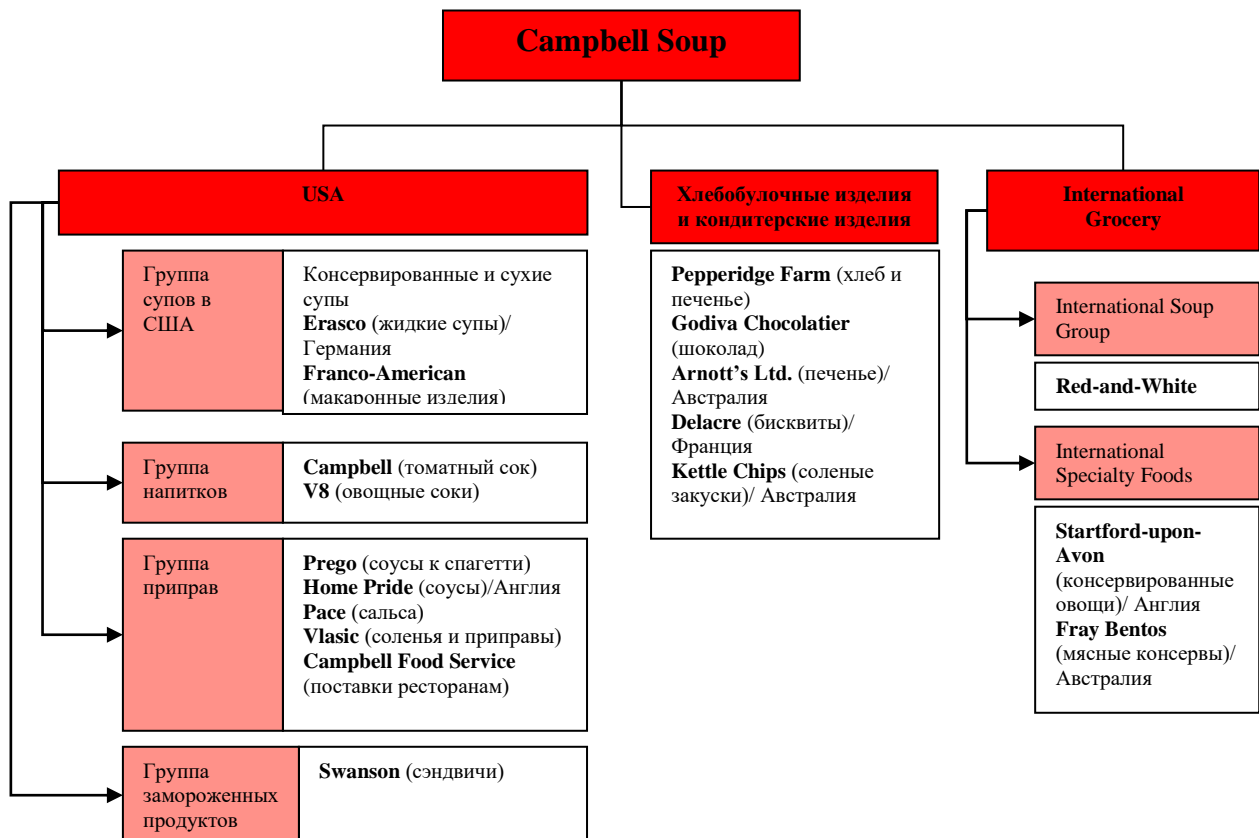 Campbell Soup
USA
Группа
супов в
США
Консервированные и сухие
супы
Erasco (жидкие супы)/
Германия
Franco-American
(макаронные изделия)
Группа
напитков
Campbell (томатный сок)
V8 (овощные соки)
Группа
приправ
Prego (соусы к спагетти)
Home Pride (соусы)/Англия
Pace (сальса)
Vlasic (соленья и приправы)
Campbell Food Service
(поставки ресторанам)
Группа
замороженных
продуктов
Swanson (сэндвичи)
Хлебобулочные изделия
и кондитерские изделия
Pepperidge Farm (хлеб и
печенье)
Godiva Chocolatier
(шоколад)
Arnott’s Ltd. (печенье)/
Австралия
Delacre (бисквиты)/
Франция
Kettle Chips (соленые
закуски)/ Австралия
International
Grocery
International Soup
Group
Red-and-White
International
Specialty Foods
Startford-upon-
Avon
(консервированные
овощи)/ Англия
Fray Bentos
(мясные консервы)/
Австралия